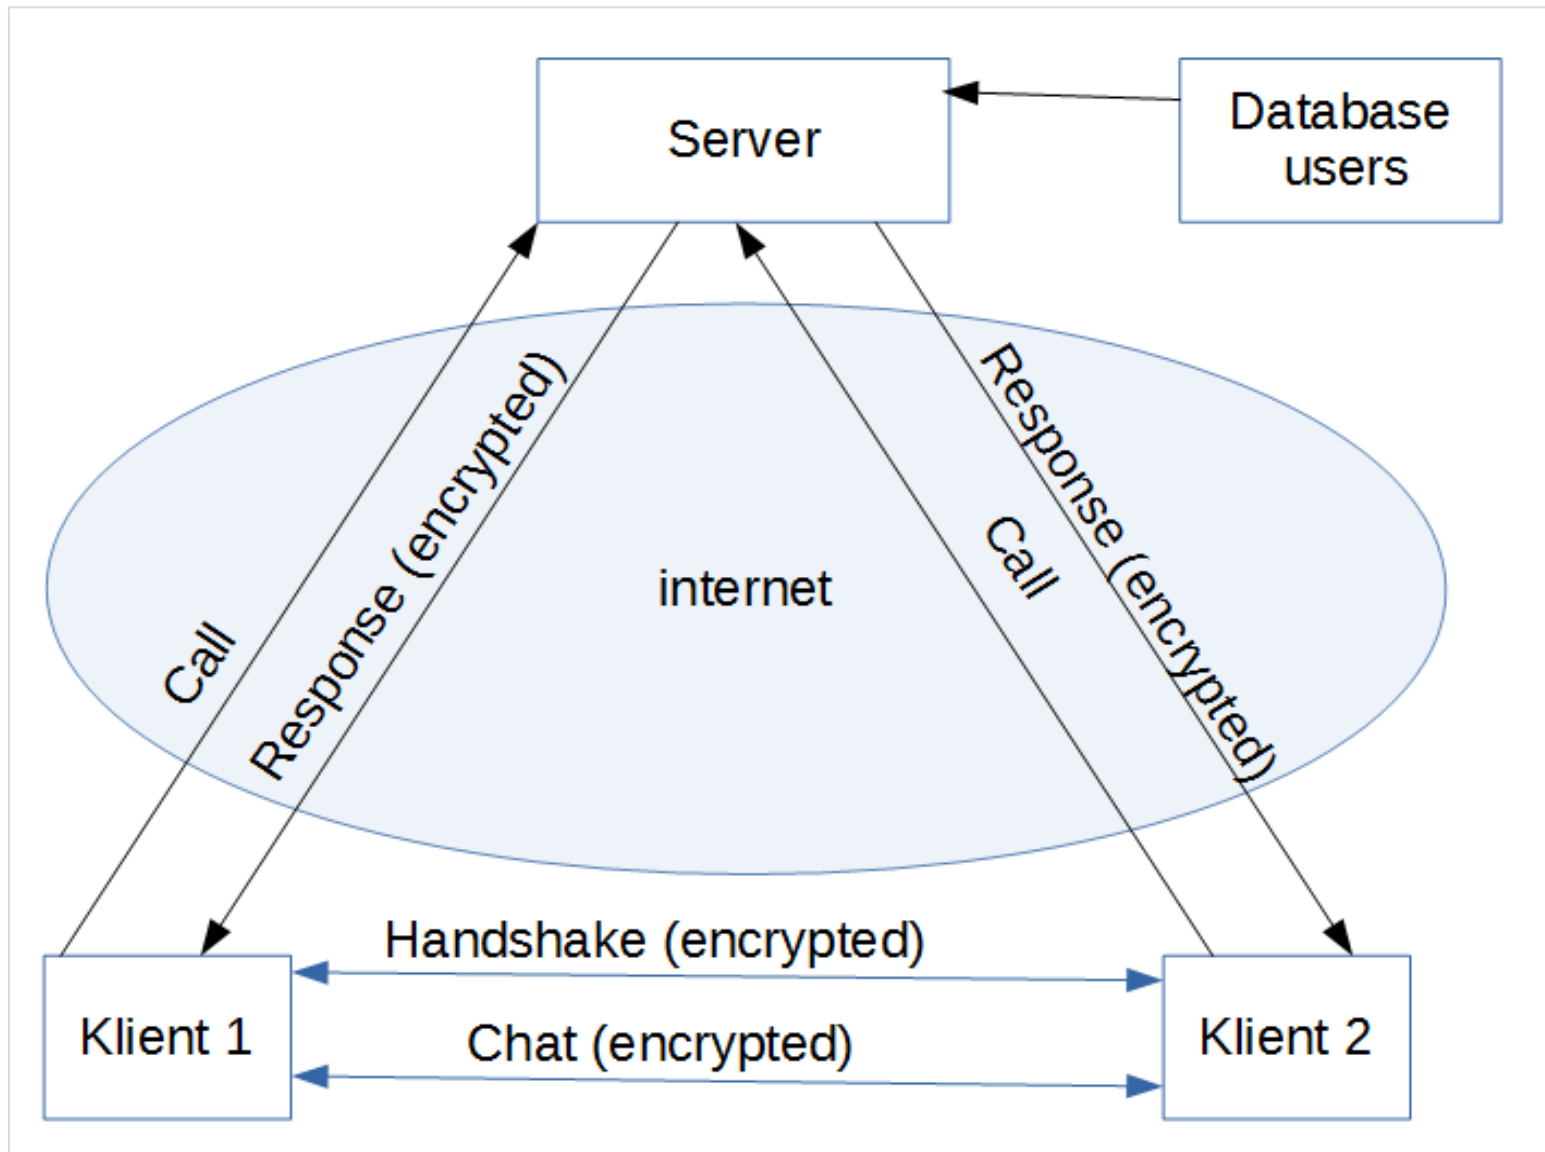 Server
Database
users
Call
Response (encrypted)
internet
Call
Response (encrypted)
Handshake (encrypted)
Chat (encrypted)
Klient 1
Klient 2